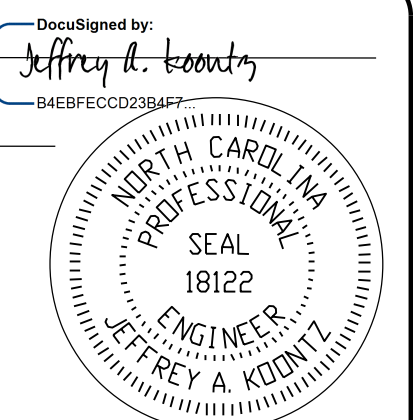 DocuSigned by:
Jeffrey A. Koontz
B4EBFECCD23B4F7...
NORTH CAROLINA
PROFESSIONAL
SEAL
18122
ENGINEER
JEFFREY A. KOONTZ